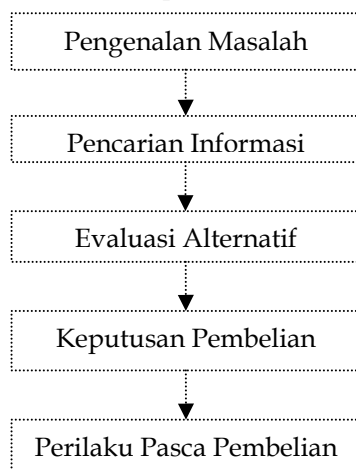 Pengenalan Masalah
Pencarian Informasi
Evaluasi Alternatif
Keputusan Pembelian
Perilaku Pasca Pembelian